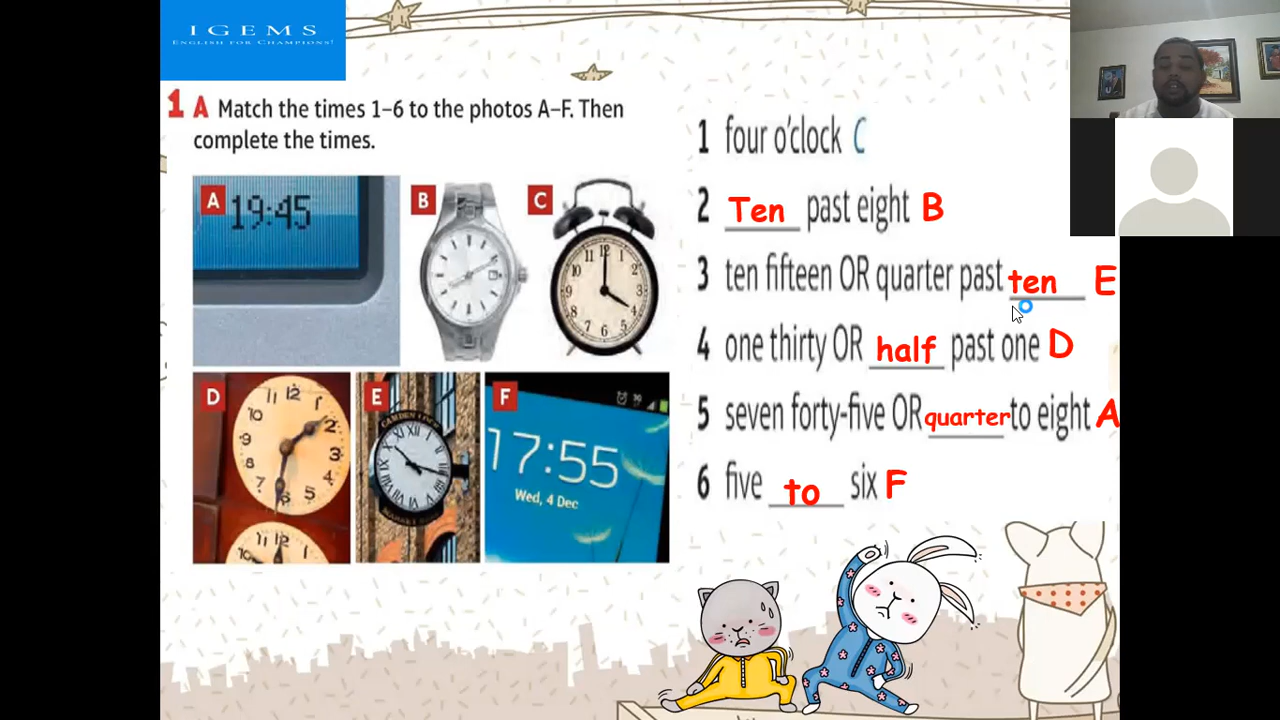 IGEMS
ENGLISH FOR CHAMPIONS!
1 A Match the times 1–6 to the photos A–F. Then
complete the times.
A 19:45
B
C
D
E
F
17:55
Wed, 4 Dec
1 four o'clock C
2 Ten past eight B
3 ten fifteen OR quarter past ten E
4 one thirty OR half past one D
5 seven forty-five OR quarter to eight A
6 five to six F